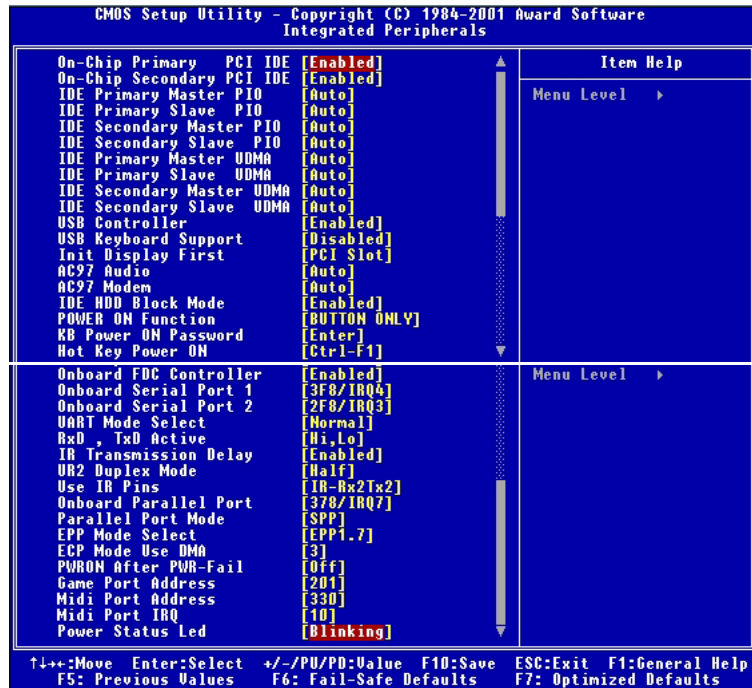 CMOS Setup Utility - Copyright (C) 1984-2001 Award Software
Integrated Peripherals
On-Chip Primary PCI IDE [Enabled]
Item Help
On-Chip Secondary PCI IDE [Enabled]
IDE Primary Master PIO [Auto]
Menu Level ▸
IDE Primary Slave PIO [Auto]
IDE Secondary Master PIO [Auto]
IDE Secondary Slave PIO [Auto]
IDE Primary Master UDMA [Auto]
IDE Primary Slave UDMA [Auto]
IDE Secondary Master UDMA [Auto]
IDE Secondary Slave UDMA [Auto]
USB Controller [Enabled]
USB Keyboard Support [Disabled]
Init Display First [PCI Slot]
AC97 Audio [Auto]
AC97 Modem [Auto]
IDE HDD Block Mode [Enabled]
POWER ON Function [BUTTON ONLY]
KB Power ON Password [Enter]
Hot Key Power ON [Ctrl-F1]
Onboard FDC Controller [Enabled]
Menu Level ▸
Onboard Serial Port 1 [3F8/IRQ4]
Onboard Serial Port 2 [2F8/IRQ3]
UART Mode Select [Normal]
RxD , TxD Active [Hi,Lo]
IR Transmission Delay [Enabled]
UR2 Duplex Mode [Half]
Use IR Pins [IR-Rx2Tx2]
Onboard Parallel Port [378/IRQ7]
Parallel Port Mode [SPP]
EPP Mode Select [EPP1.7]
ECP Mode Use DMA [3]
PWRON After PWR-Fail [Off]
Game Port Address [201]
Midi Port Address [330]
Midi Port IRQ [10]
Power Status Led [Blinking]
↑↓→←:Move Enter:Select +/-/PU/PD:Value F10:Save ESC:Exit F1:General Help
F5: Previous Values F6: Fail-Safe Defaults F7: Optimized Defaults